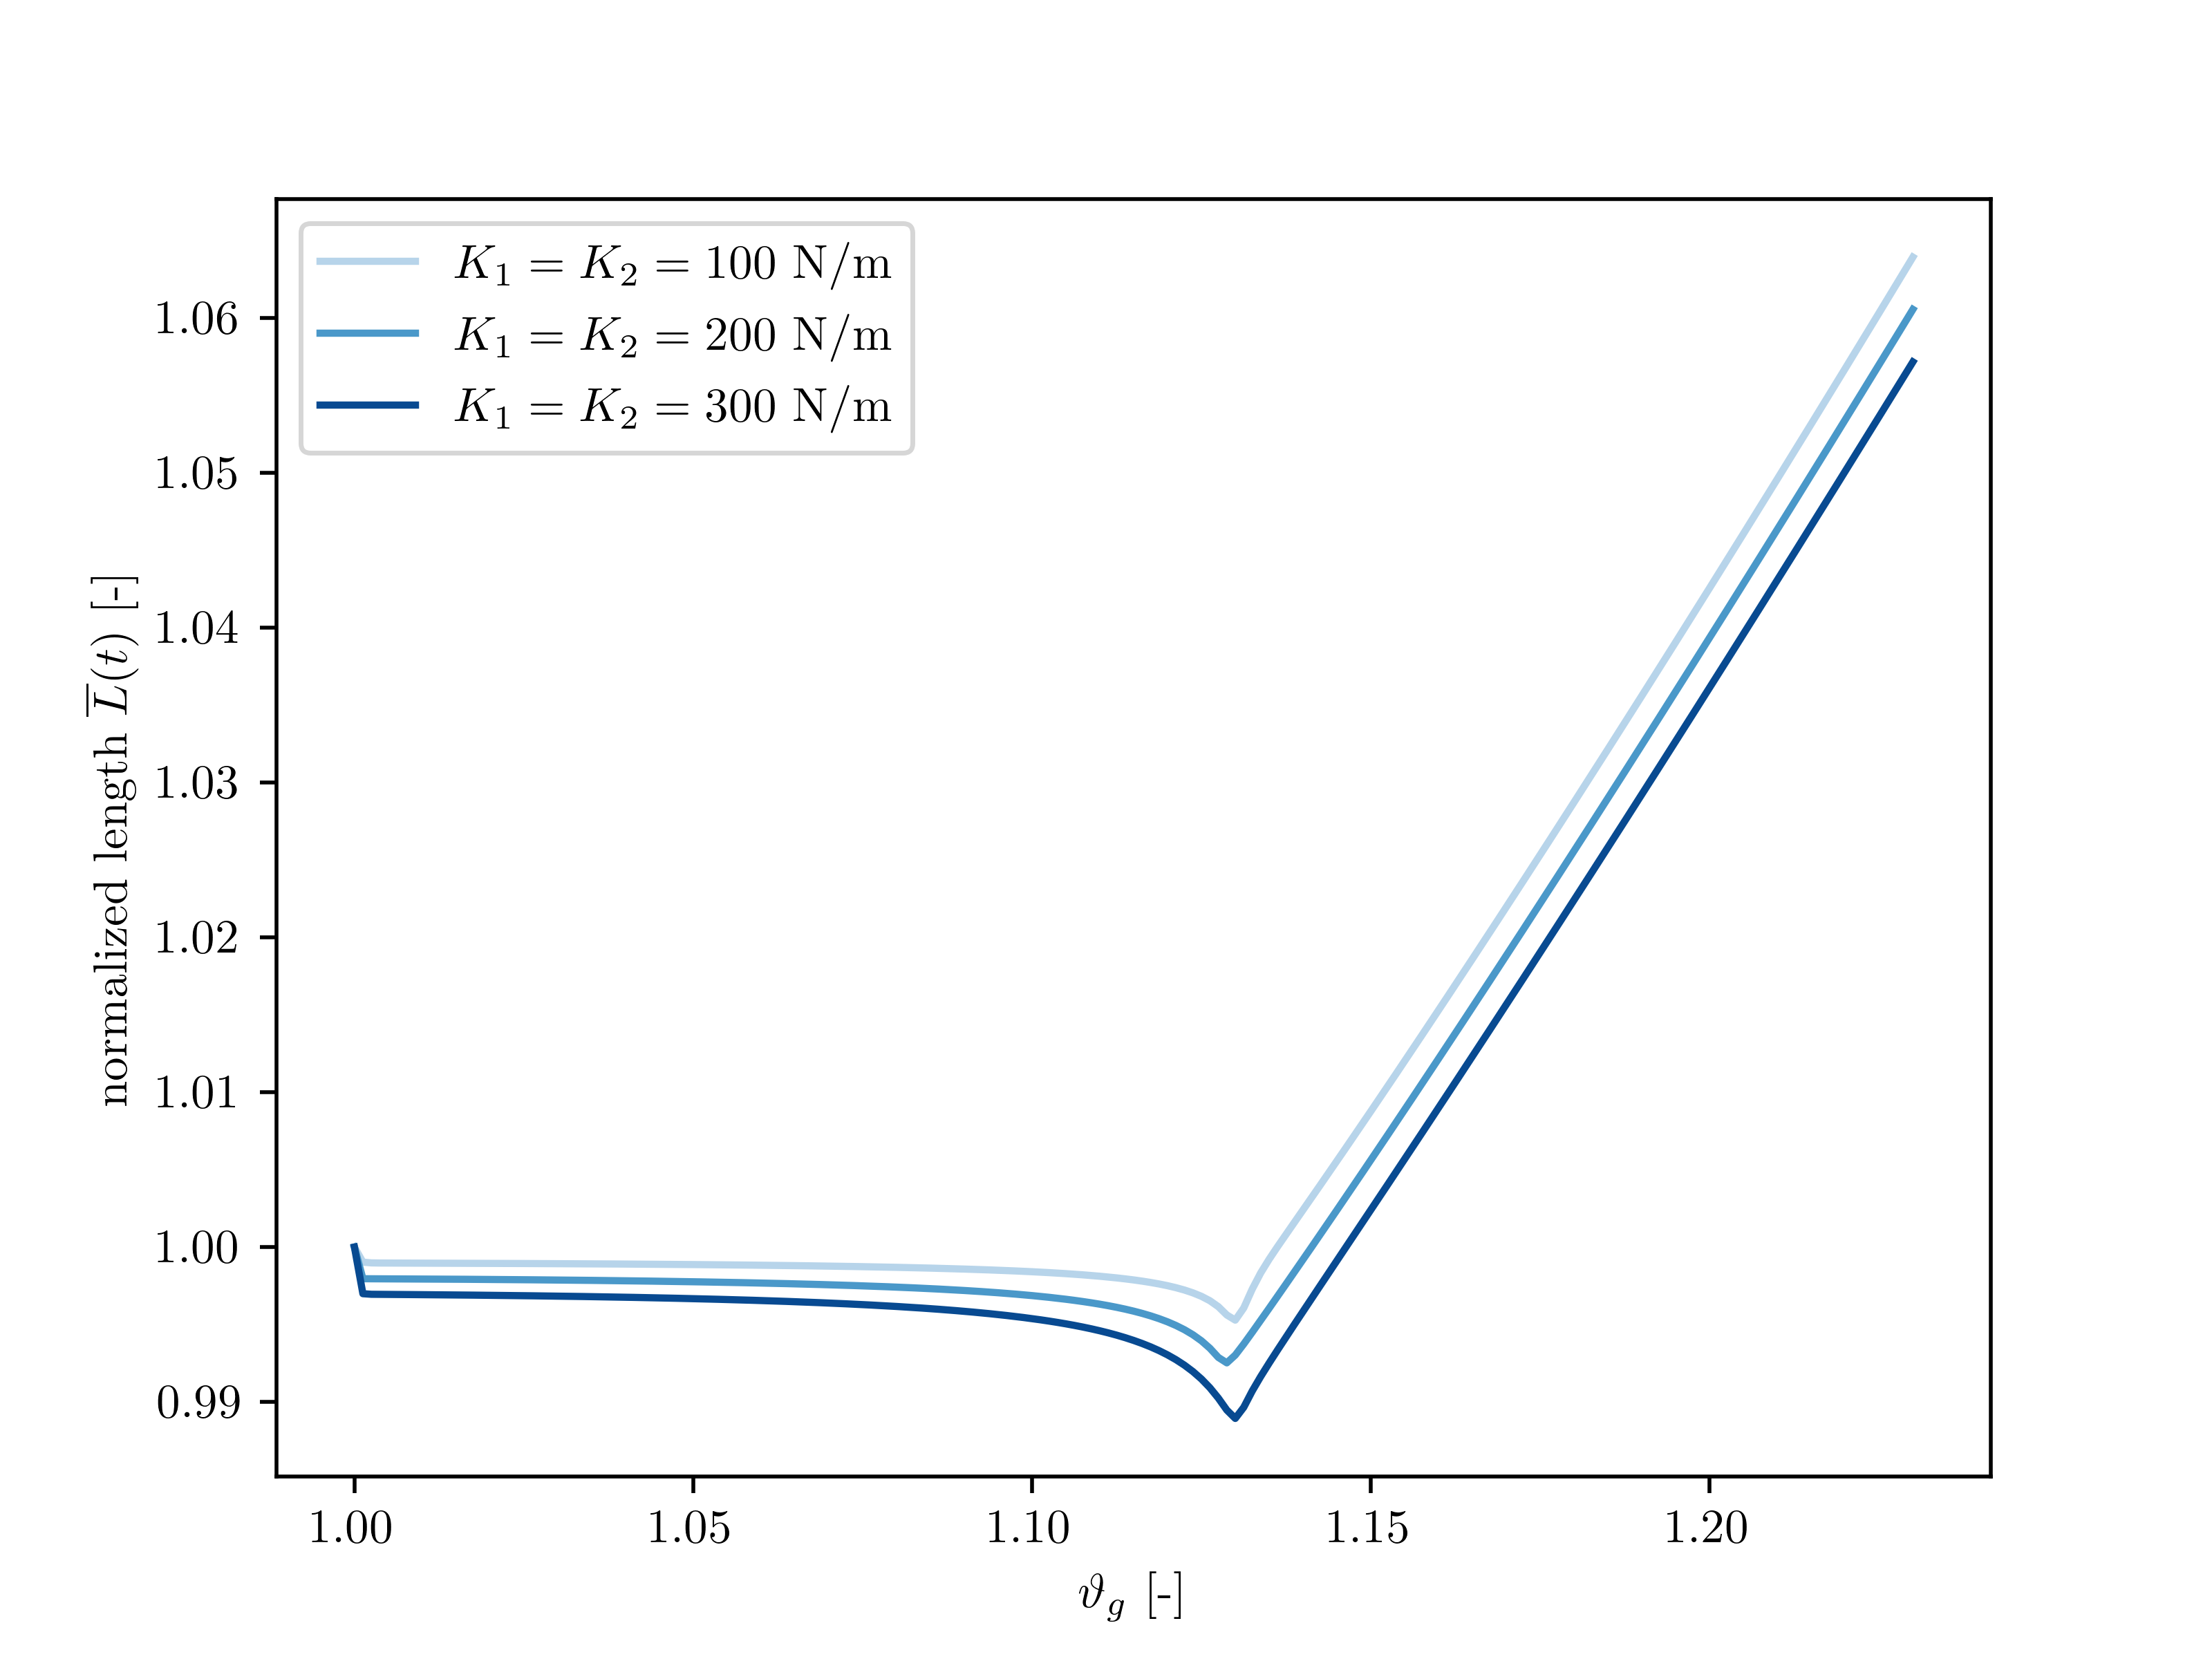 K₁ = K₂ = 100 N/m
K₁ = K₂ = 200 N/m
K₁ = K₂ = 300 N/m
1.06
1.05
1.04
1.03
1.02
1.01
1.00
0.99
normalized length L̅(t) [-]
1.00 1.05 1.10 1.15 1.20
ϑg [-]